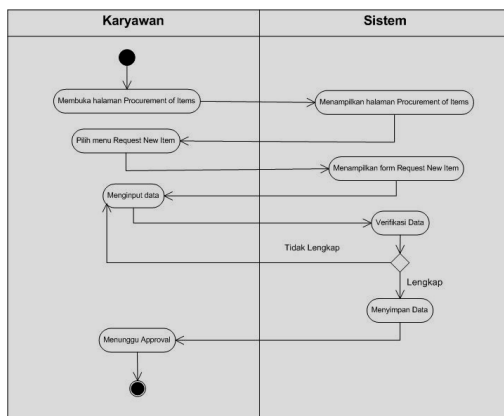 Karyawan
Sistem
Membuka halaman Procurement of Items
Menampilkan halaman Procurement of Items
Pilih menu Request New Item
Menampilkan form Request New Item
Menginput data
Verifikasi Data
Tidak Lengkap
Lengkap
Menyimpan Data
Menunggu Approval